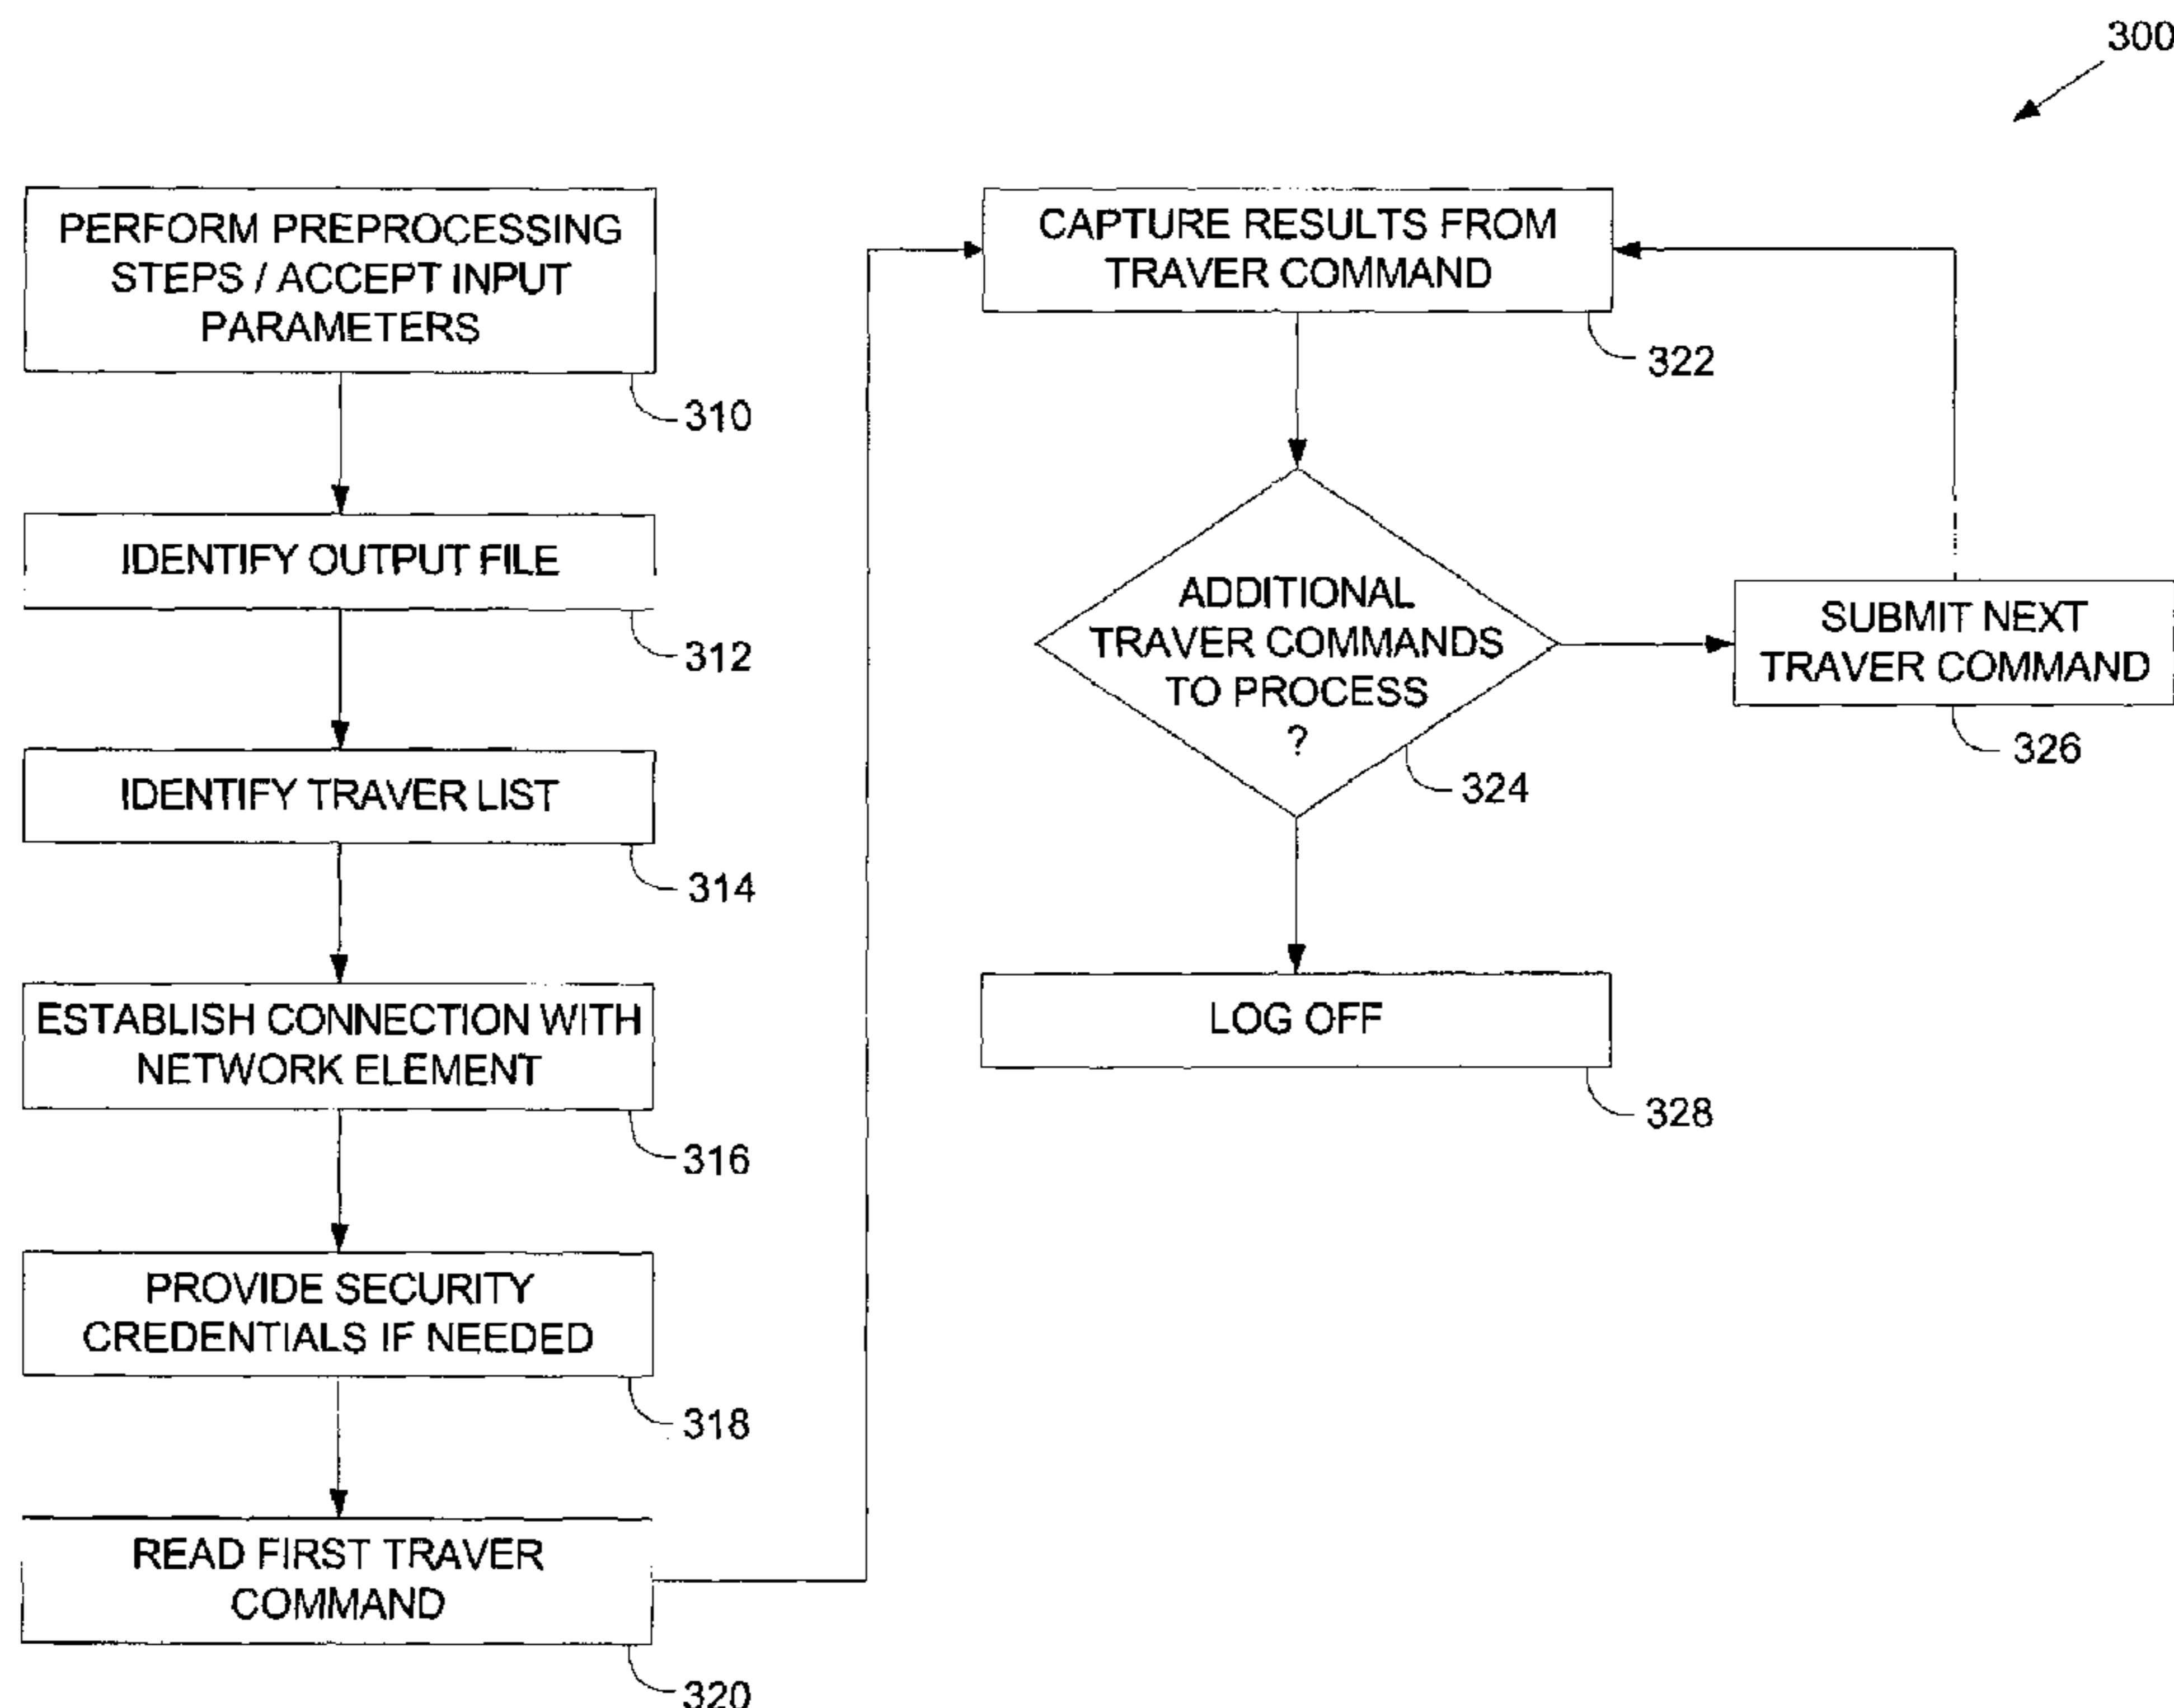 300
PERFORM PREPROCESSING
STEPS / ACCEPT INPUT
PARAMETERS
310
IDENTIFY OUTPUT FILE
312
IDENTIFY TRAVER LIST
314
ESTABLISH CONNECTION WITH
NETWORK ELEMENT
316
PROVIDE SECURITY
CREDENTIALS IF NEEDED
318
READ FIRST TRAVER
COMMAND
320
CAPTURE RESULTS FROM
TRAVER COMMAND
322
ADDITIONAL
TRAVER COMMANDS
TO PROCESS
?
324
SUBMIT NEXT
TRAVER COMMAND
326
LOG OFF
328